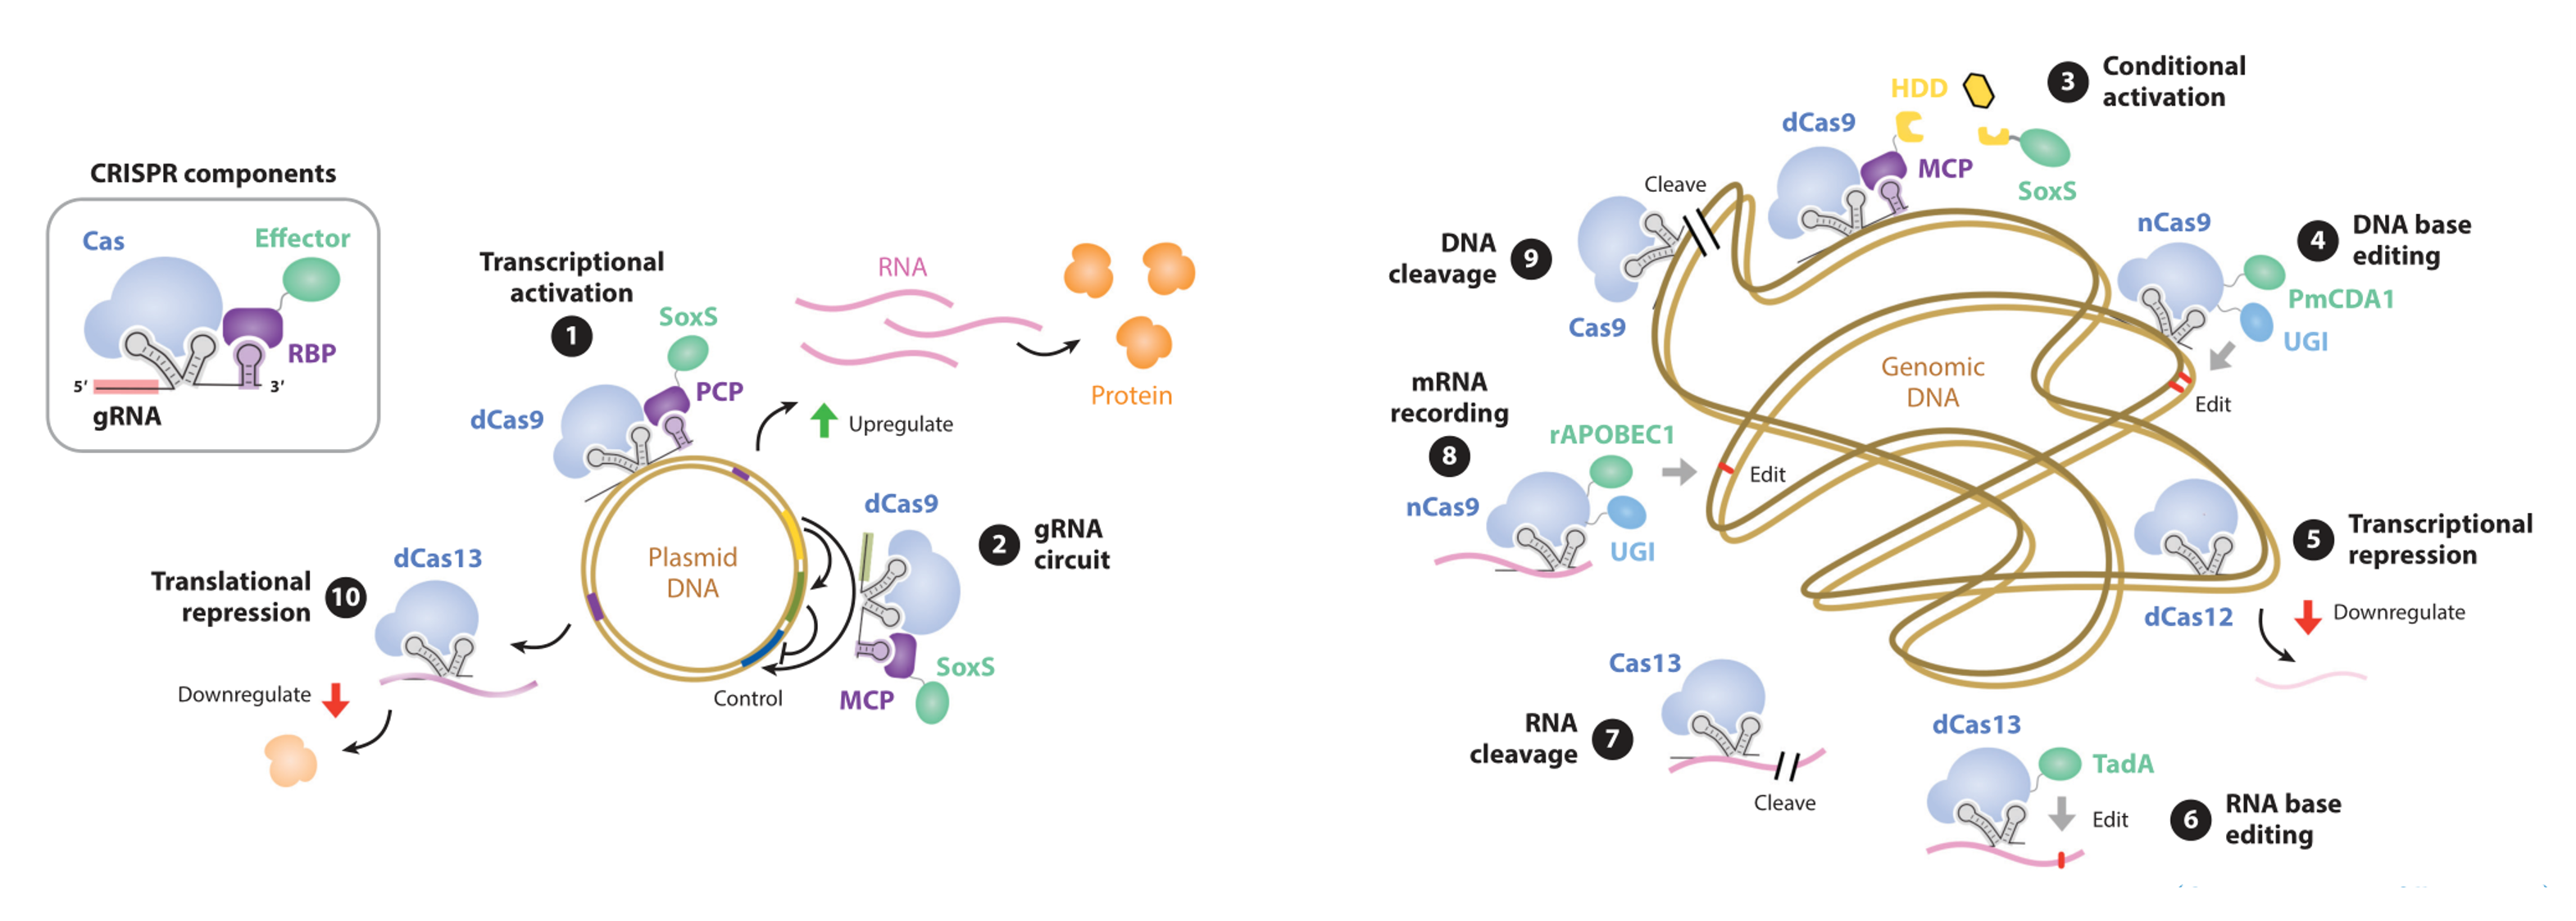 CRISPR components
Cas
Effector
RBP
5′
3′
gRNA
Transcriptional
activation
1
SoxS
PCP
dCas9
RNA
Protein
Upregulate
Plasmid
DNA
dCas9
2
gRNA
circuit
SoxS
MCP
Control
dCas13
Translational
repression
10
Downregulate
HDD
3
Conditional
activation
dCas9
MCP
SoxS
Cleave
DNA
cleavage
9
Cas9
nCas9
4
DNA base
editing
PmCDA1
UGI
Edit
Genomic
DNA
mRNA
recording
8
rAPOBEC1
Edit
nCas9
UGI
5
Transcriptional
repression
dCas12
Downregulate
Cas13
RNA
cleavage
7
Cleave
dCas13
TadA
Edit
6
RNA base
editing